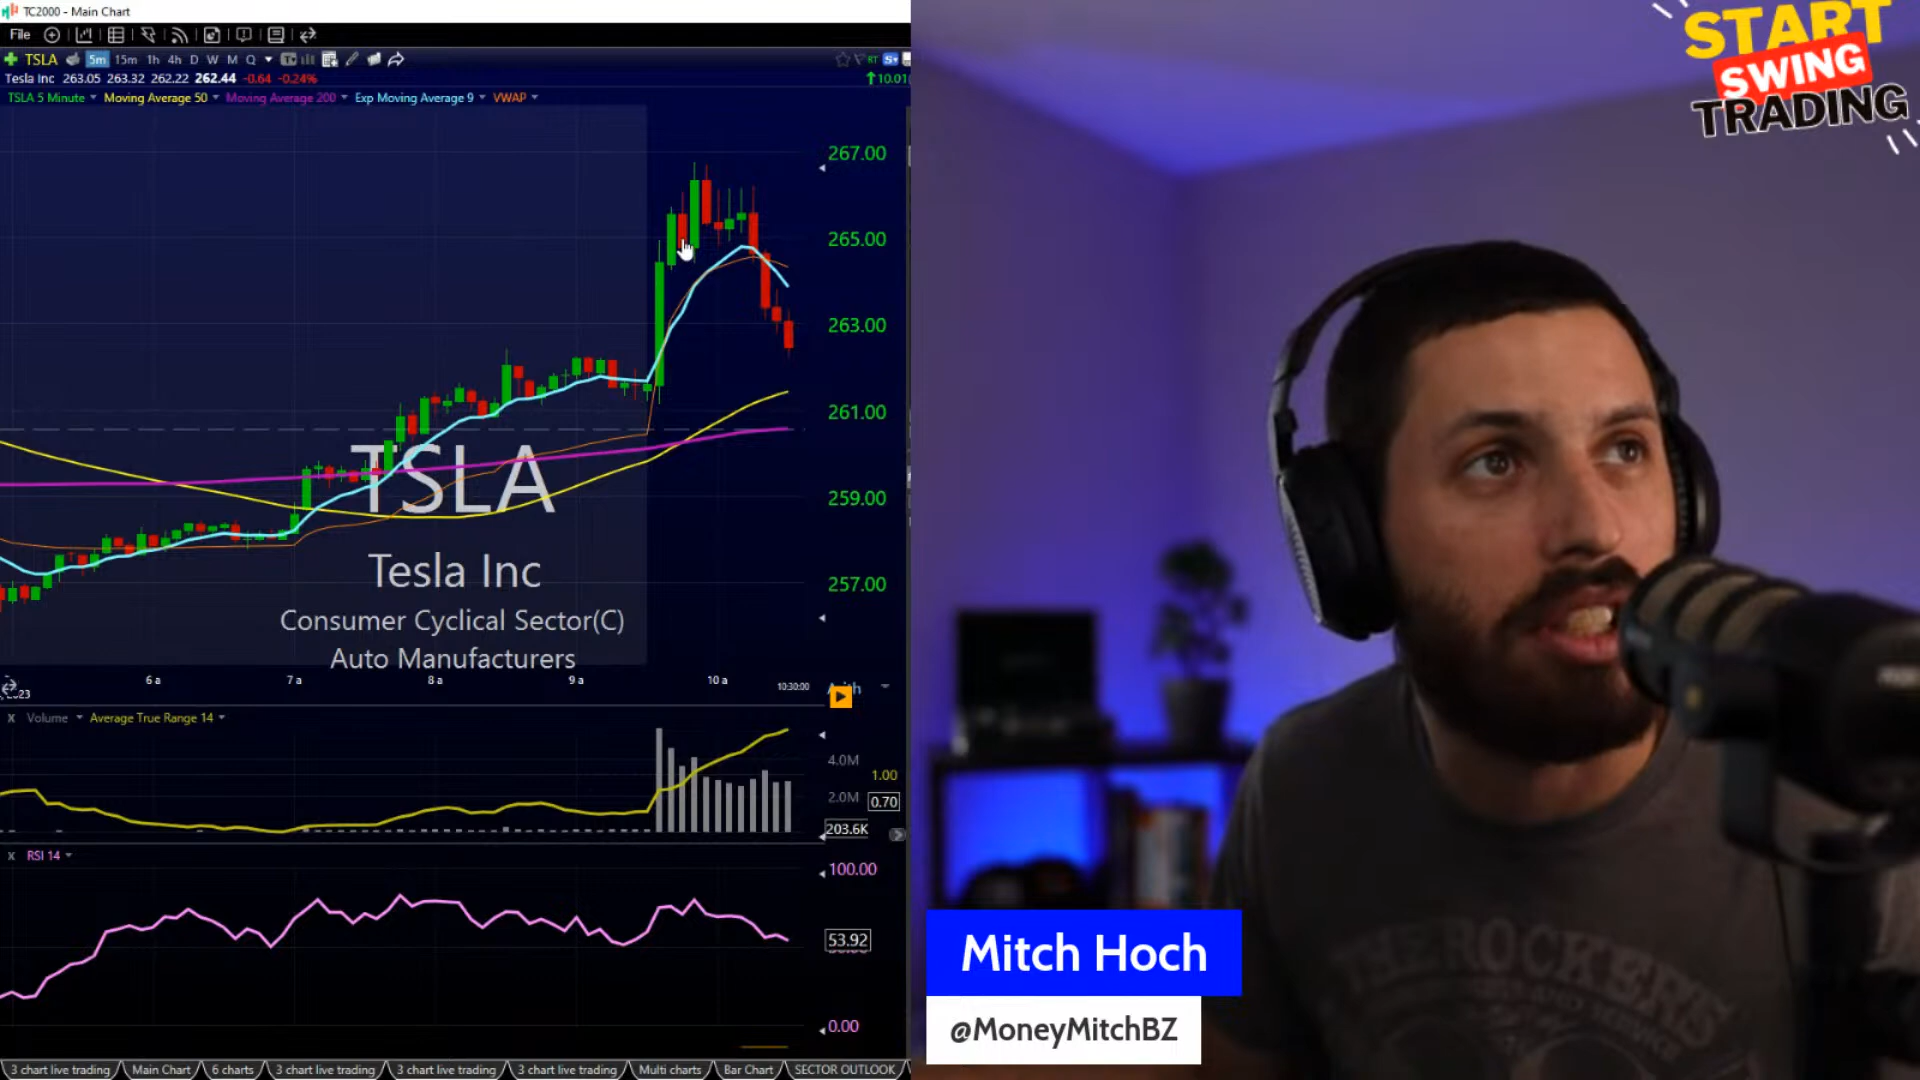 TC2000 - Main Chart
File
TSLA 5m 15m 1h 4h D W M Q
RT
Tesla Inc 263.05 263.32 262.22 262.44 -0.64 -0.24%
10.01
TSLA 5 Minute Moving Average 50 Moving Average 200 Exp Moving Average 9 VWAP
267.00
265.00
263.00
261.00
259.00
257.00
TSLA
Tesla Inc
Consumer Cyclical Sector(C)
Auto Manufacturers
6 a 7 a 8 a 9 a 10 a 10:30:00
X Volume Average True Range 14
4.0M
1.00
2.0M
0.70
203.6K
X RSI 14
100.00
53.92
0.00
3 chart live trading Main Chart 6 charts 3 chart live trading 3 chart live trading 3 chart live trading Multi charts Bar Chart SECTOR OUTLOOK
START
SWING
TRADING
THE ROCKERS
Mitch Hoch
@MoneyMitchBZ